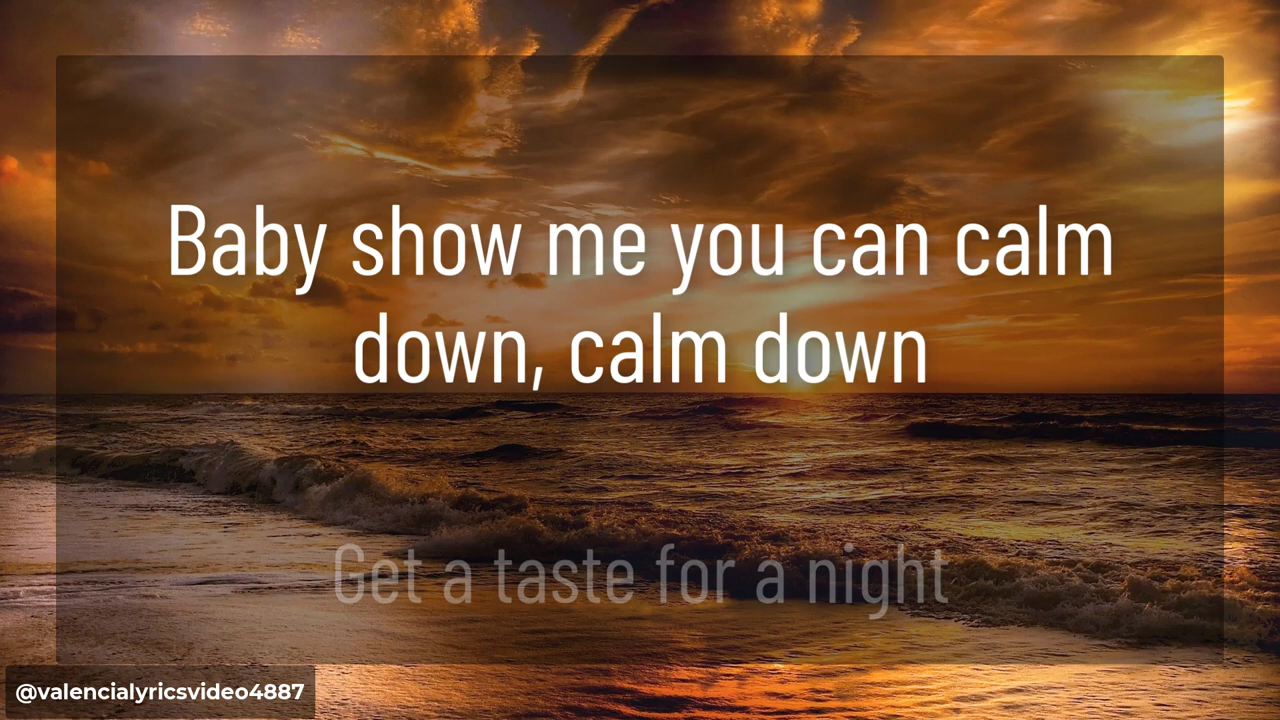 Baby show me you can calm
down, calm down
Get a taste for a night
@valencialyricsvideo4887